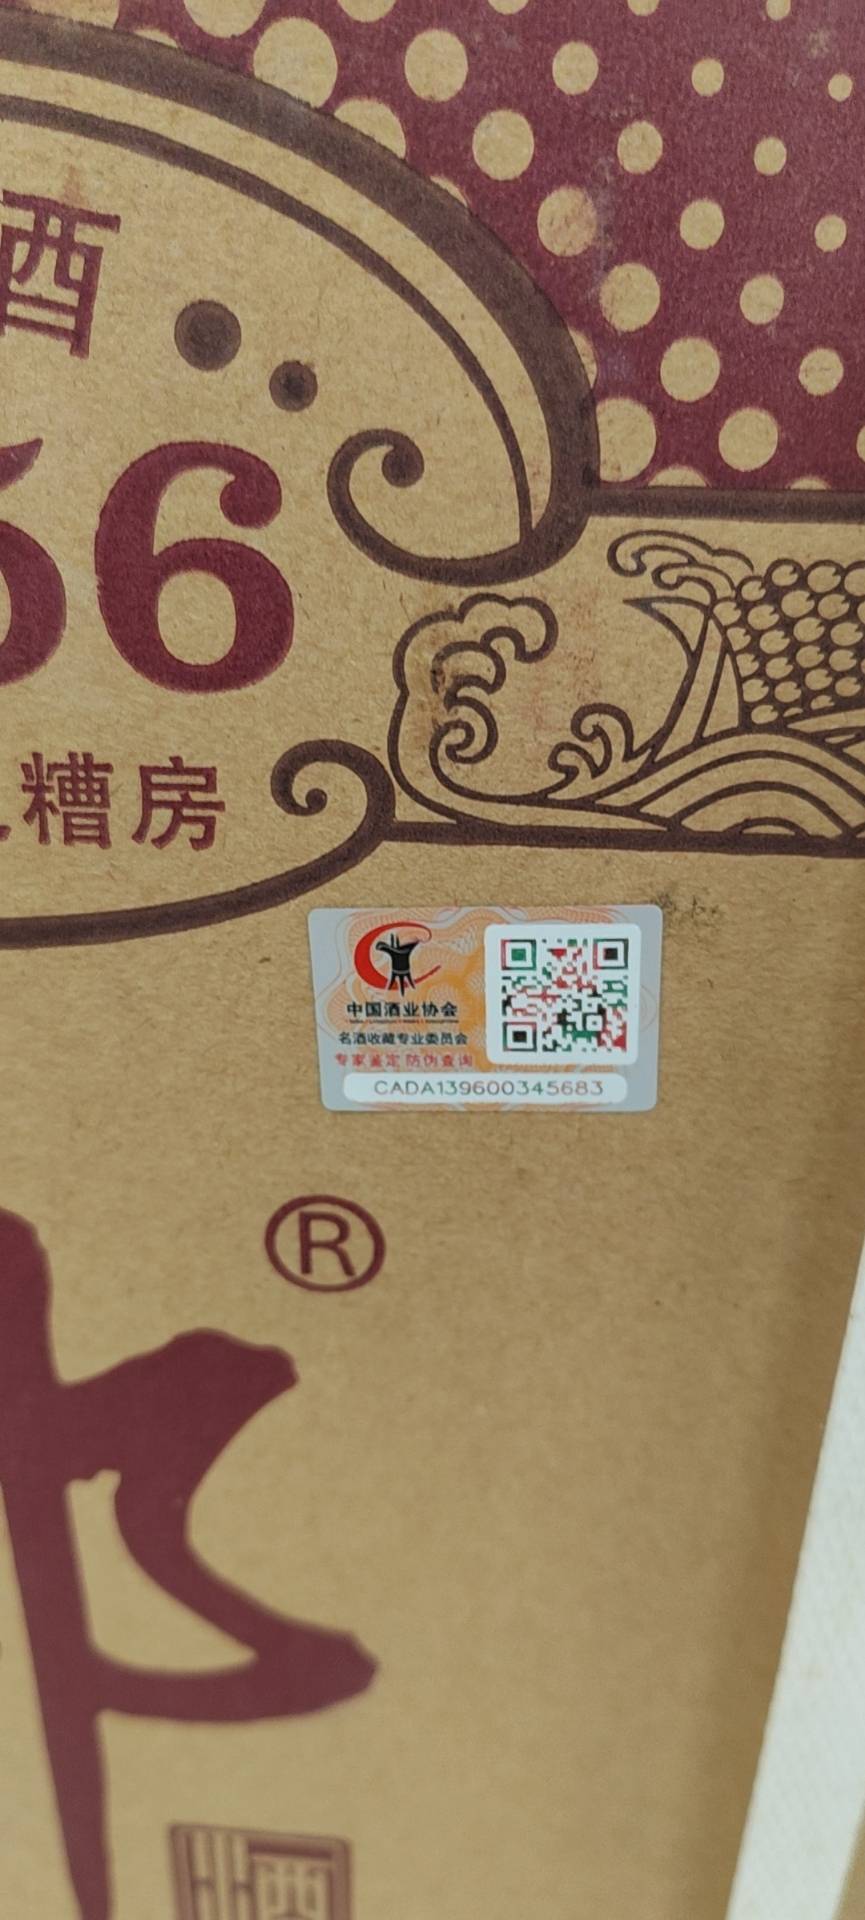 酒
56
糟房
中国酒业协会
名酒收藏专业委员会
专家鉴定 防伪查询
CADA139600345683
®